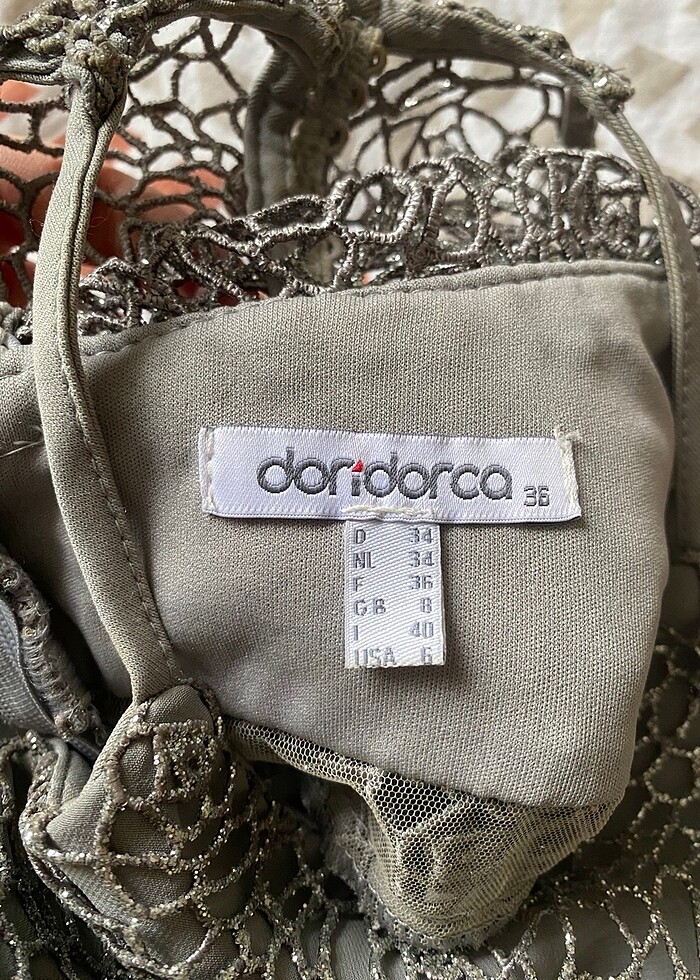 doridorca 36
D 34
NL 34
F 36
GB 8
I 40
USA 6